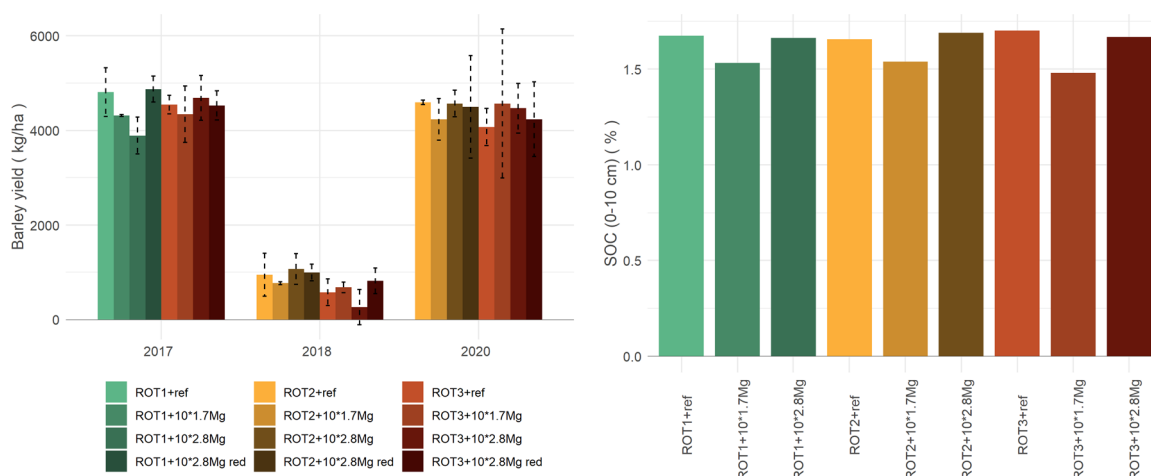 Barley yield ( kg/ha)
6000
4000
2000
0
2017
2018
2020
ROT1+ref
ROT2+ref
ROT3+ref
ROT1+10*1.7Mg
ROT2+10*1.7Mg
ROT3+10*1.7Mg
ROT1+10*2.8Mg
ROT2+10*2.8Mg
ROT3+10*2.8Mg
ROT1+10*2.8Mg red
ROT2+10*2.8Mg red
ROT3+10*2.8Mg red
SOC (0-10 cm) ( %)
1.5
1.0
0.5
0.0
ROT1+ref
ROT1+10*1.7Mg
ROT1+10*2.8Mg
ROT2+ref
ROT2+10*1.7Mg
ROT2+10*2.8Mg
ROT3+ref
ROT3+10*1.7Mg
ROT3+10*2.8Mg